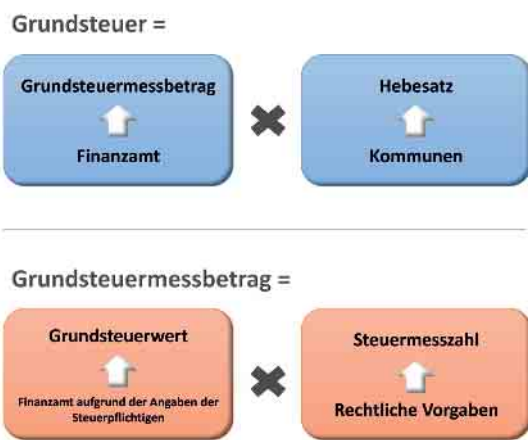 Grundsteuer =
Grundsteuermessbetrag
Finanzamt
Hebesatz
Kommunen
Grundsteuermessbetrag =
Grundsteuerwert
Finanzamt aufgrund der Angaben der
Steuerpflichtigen
Steuermesszahl
Rechtliche Vorgaben